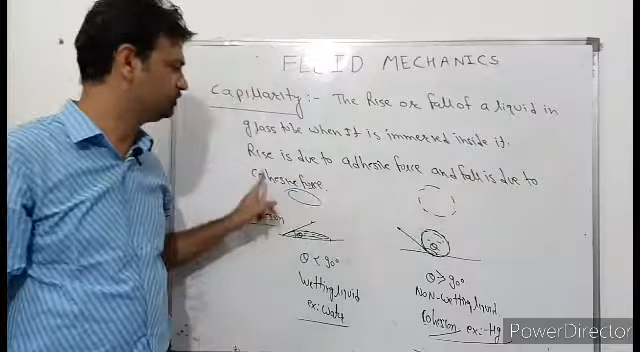 FLUID MECHANICS
Capillarity :- The Rise or fall of a liquid in
glass tube when it is immersed inside it.
Rise is due to adhesive force and fall is due to
cohesive force.
θ < 90°
Wetting liquid
ex: Water
θ > 90°
NON-wetting liquid
Cohesion ex:- Hg
PowerDirector